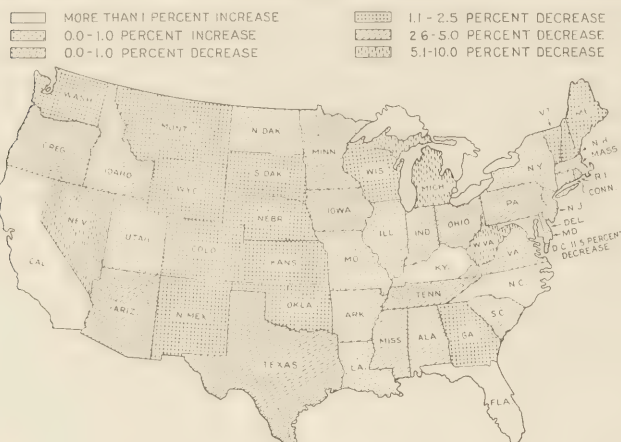 MORE THAN 1 PERCENT INCREASE
0.0-1.0 PERCENT INCREASE
0.0-1.0 PERCENT DECREASE
1.1-2.5 PERCENT DECREASE
2.6-5.0 PERCENT DECREASE
5.1-10.0 PERCENT DECREASE
WASH
OREG
CAL
NEV
IDAHO
MONT
WYO
UTAH
COLO
ARIZ
N MEX
N DAK
S DAK
NEBR
KANS
OKLA
TEXAS
MINN
IOWA
MO
ARK
LA
WIS
ILL
MICH
IND
OHIO
KY
TENN
MISS
ALA
GA
FLA
S C
N C
VA
W VA
PA
N Y
VT
ME
N H
MASS
R I
CONN
N J
DEL
MD
D C 11.5 PERCENT
DECREASE